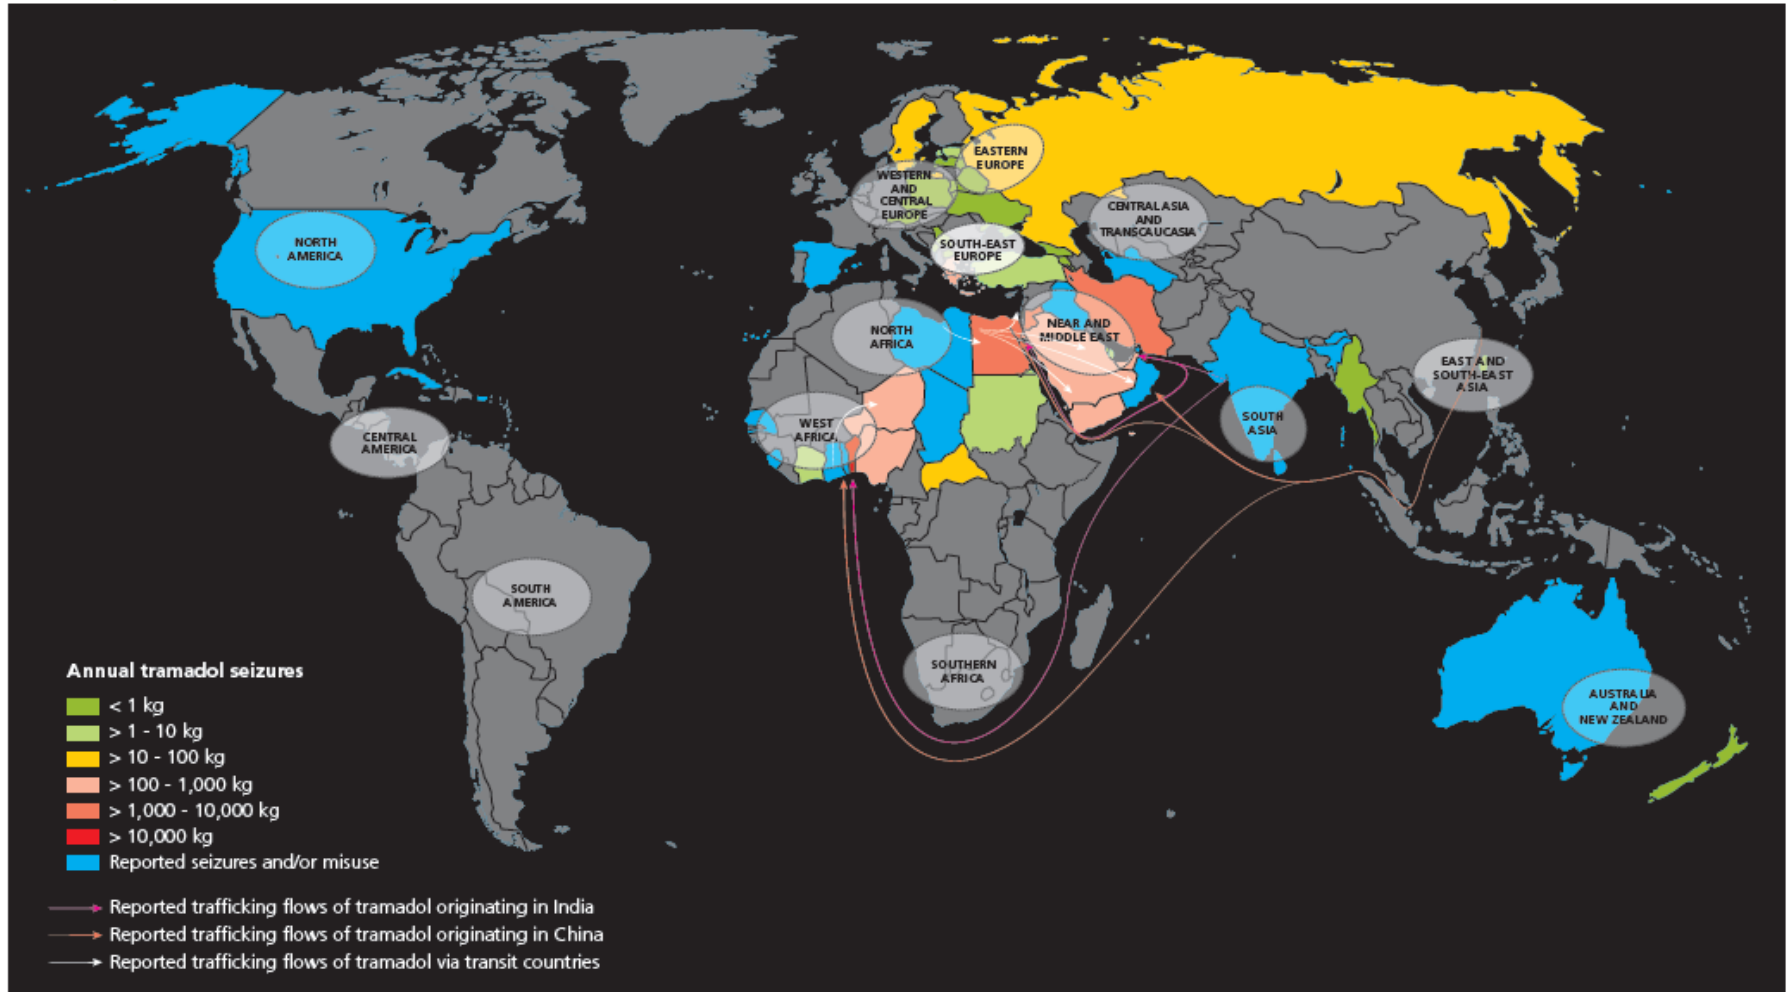 EASTERN
EUROPE
WESTERN
AND
CENTRAL
EUROPE
CENTRAL ASIA
AND
TRANSCAUCASIA
NORTH
AMERICA
SOUTH-EAST
EUROPE
NORTH
AFRICA
NEAR AND
MIDDLE EAST
EAST AND
SOUTH-EAST
ASIA
WEST
AFRICA
SOUTH
ASIA
CENTRAL
AMERICA
SOUTH
AMERICA
SOUTHERN
AFRICA
AUSTRALIA
AND
NEW ZEALAND
Annual tramadol seizures
< 1 kg
> 1 - 10 kg
> 10 - 100 kg
> 100 - 1,000 kg
> 1,000 - 10,000 kg
> 10,000 kg
Reported seizures and/or misuse
Reported trafficking flows of tramadol originating in India
Reported trafficking flows of tramadol originating in China
Reported trafficking flows of tramadol via transit countries